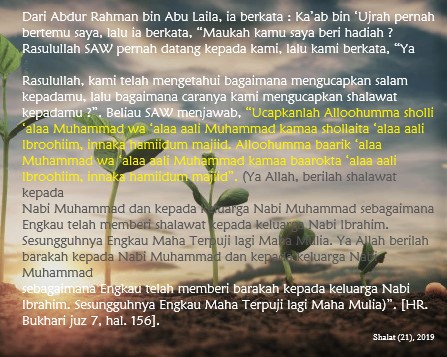 Dari Abdur Rahman bin Abu Laila, ia berkata : Ka'ab bin 'Ujrah pernah
bertemu saya, lalu ia berkata, "Maukah kamu saya beri hadiah ?
Rasulullah SAW pernah datang kepada kami, lalu kami berkata, "Ya
Rasulullah, kami telah mengetahui bagaimana mengucapkan salam
kepadamu, lalu bagaimana caranya kami mengucapkan shalawat
kepadamu ?". Beliau SAW menjawab, "Ucapkanlah Alloohumma sholli
'alaa Muhammad wa 'alaa aali Muhammad kamaa shollaita 'alaa aali
Ibroohiim, innaka hamiidum majiid. Alloohumma baarik 'alaa
Muhammad wa 'alaa aali Muhammad kamaa baarokta 'alaa aali
Ibroohiim, innaka hamiidum majiid". (Ya Allah, berilah shalawat
kepada
Nabi Muhammad dan kepada keluarga Nabi Muhammad sebagaimana
Engkau telah memberi shalawat kepada keluarga Nabi Ibrahim.
Sesungguhnya Engkau Maha Terpuji lagi Maha Mulia. Ya Allah berilah
barakah kepada Nabi Muhammad dan kepada keluarga Nabi
Muhammad
sebagaimana Engkau telah memberi barakah kepada keluarga Nabi
Ibrahim. Sesungguhnya Engkau Maha Terpuji lagi Maha Mulia)". [HR.
Bukhari juz 7, hal. 156].
Shalat (21), 2019